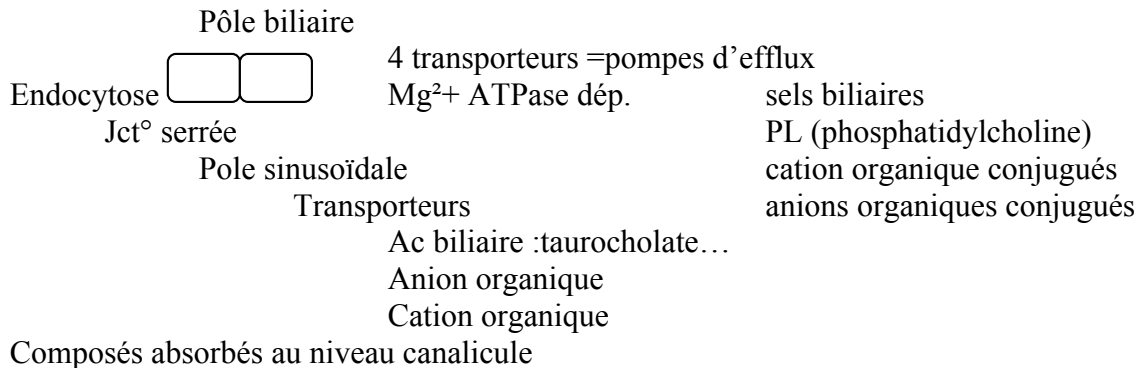 Pôle biliaire
4 transporteurs =pompes d’efflux
Endocytose Mg²+ ATPase dép. sels biliaires
Jct° serrée PL (phosphatidylcholine)
Pole sinusoïdale cation organique conjugués
Transporteurs anions organiques conjugués
Ac biliaire :taurocholate…
Anion organique
Cation organique
Composés absorbés au niveau canalicule